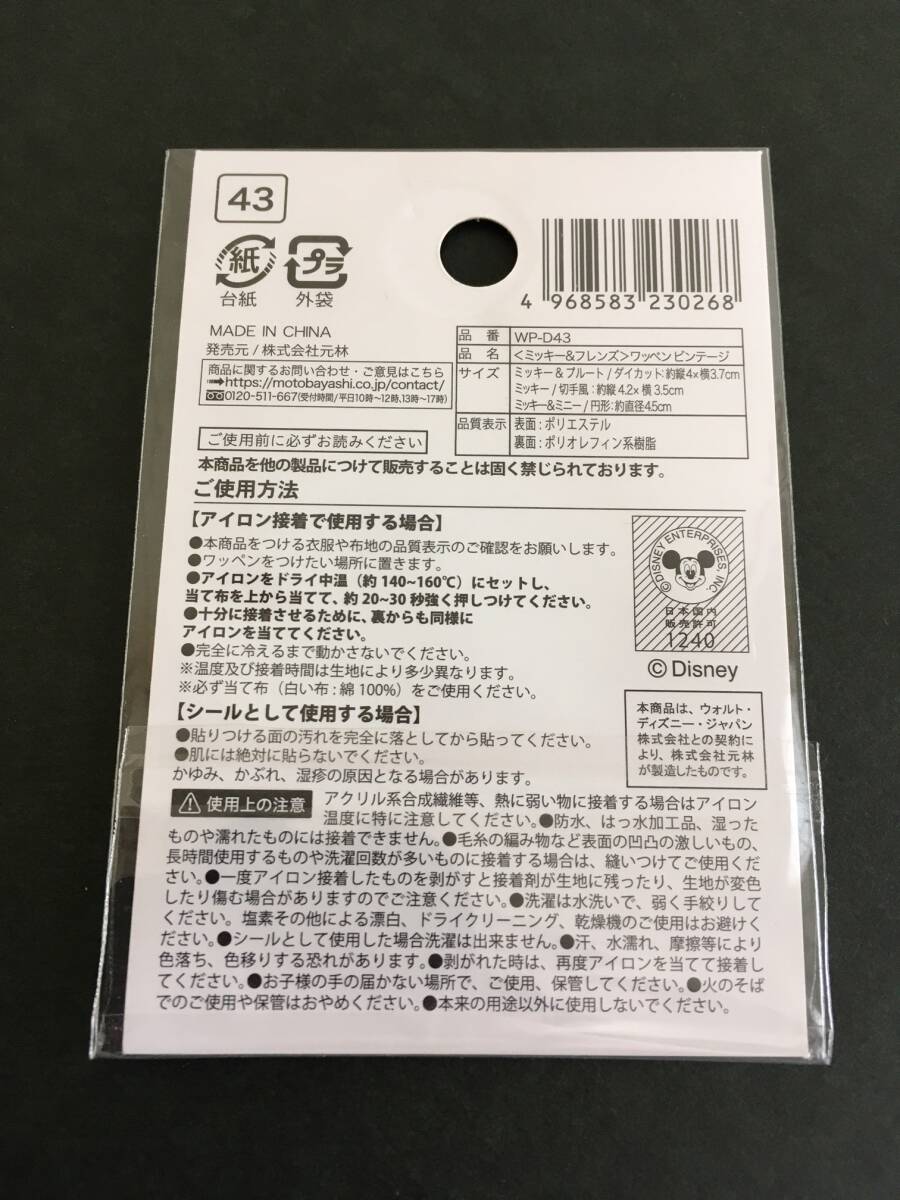 43
紙
プラ
台紙
外袋
4 968583 230268
MADE IN CHINA
発売元/株式会社元林
商品に関するお問い合わせ・ご意見はこちら
https://motobayashi.co.jp/contact/
0120-511-667(受付時間/平日10時〜12時,13時〜17時)
品番 WP-D43
品名 <ミッキー&フレンズ>ワッペン ビンテージ
サイズ ミッキー&プルート/ダイカット:約縦4×横3.7cm
ミッキー/切手風:約縦4.2×横3.5cm
ミッキー&ミニー/円形:約直径4.5cm
品質表示 表面:ポリエステル
裏面:ポリオレフィン系樹脂
ご使用前に必ずお読みください
本商品を他の製品につけて販売することは固く禁じられております。
ご使用方法
【アイロン接着で使用する場合】
●本商品をつける衣服や布地の品質表示のご確認をお願いします。
●ワッペンをつけたい場所に置きます。
●アイロンをドライ中温(約140~160℃)にセットし、
当て布を上から当てて、約20~30秒強く押しつけてください。
●十分に接着させるために、裏からも同様に
アイロンを当ててください。
●完全に冷えるまで動かさないでください。
※温度及び接着時間は生地により多少異なります。
※必ず当て布(白い布:綿100%)をご使用ください。
©DISNEY ENTERPRISES, INC.
日本国内
販売許可
1240
©Disney
【シールとして使用する場合】
●貼りつける面の汚れを完全に落としてから貼ってください。
●肌には絶対に貼らないでください。
かゆみ、かぶれ、湿疹の原因となる場合があります。
本商品は、ウォルト・
ディズニー・ジャパン
株式会社との契約に
より、株式会社元林
が製造したものです。
使用上の注意 アクリル系合成繊維等、熱に弱い物に接着する場合はアイロン
温度に特に注意してください。●防水、はっ水加工品、湿った
ものや濡れたものには接着できません。●毛糸の編み物など表面の凹凸の激しいもの、
長時間使用するものや洗濯回数が多いものに接着する場合は、縫いつけてご使用くだ
さい。●一度アイロン接着したものを剥がすと接着剤が生地に残ったり、生地が変色
したり傷む場合がありますのでご注意ください。●洗濯は水洗いで、弱く手絞りして
ください。塩素その他による漂白、ドライクリーニング、乾燥機のご使用はお避けく
ださい。●シールとして使用した場合洗濯は出来ません。●汗、水濡れ、摩擦等により
色落ち、色移りする恐れがあります。●剥がれた時は、再度アイロンを当てて接着し
てください。●お子様の手の届かない場所で、ご使用、保管してください。●火のそば
でのご使用や保管はおやめください。●本来の用途以外に使用しないでください。